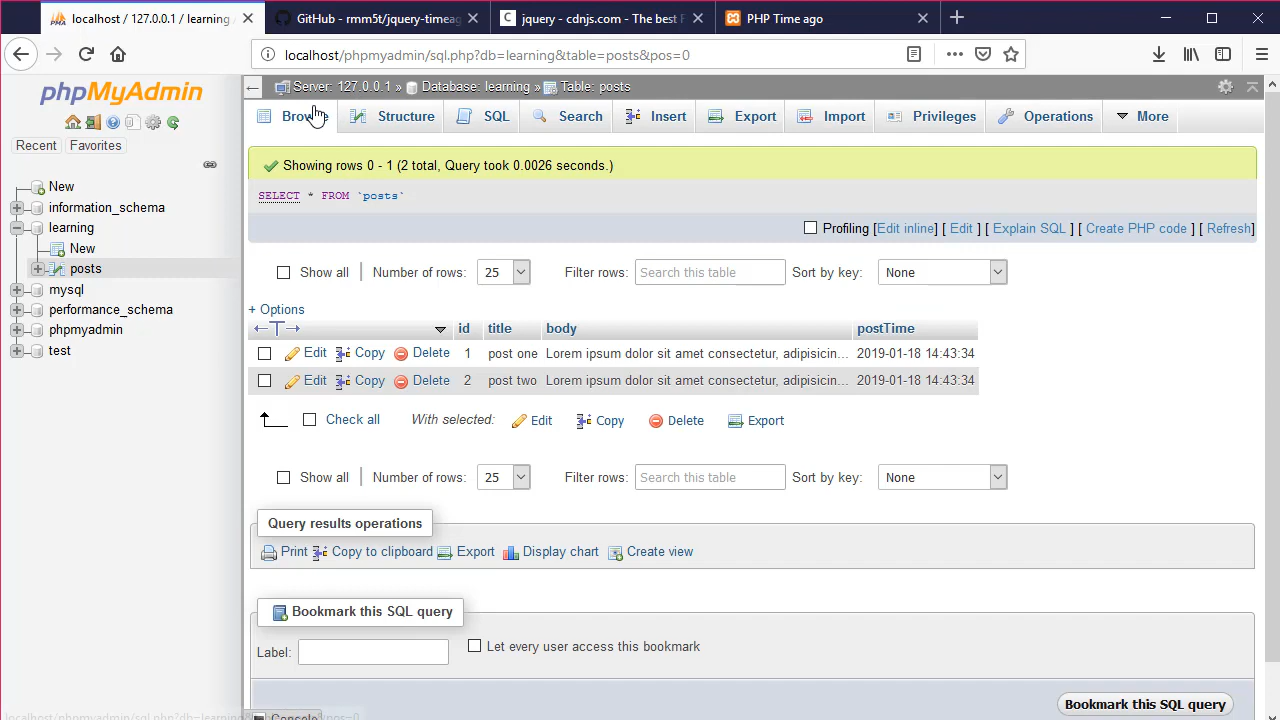 localhost / 127.0.0.1 / learning
GitHub - rmm5t/jquery-timeag
jquery - cdnjs.com - The best F
PHP Time ago
localhost/phpmyadmin/sql.php?db=learning&table=posts&pos=0
phpMyAdmin
Recent
Favorites
New
information_schema
learning
New
posts
mysql
performance_schema
phpmyadmin
test
Server: 127.0.0.1 » Database: learning » Table: posts
Browse
Structure
SQL
Search
Insert
Export
Import
Privileges
Operations
More
Showing rows 0 - 1 (2 total, Query took 0.0026 seconds.)
SELECT * FROM `posts`
Profiling [Edit inline] [ Edit ] [ Explain SQL ] [ Create PHP code ] [ Refresh]
Show all
Number of rows: 25
Filter rows: Search this table
Sort by key: None
+ Options
←T→ id title body postTime
Edit Copy Delete 1 post one Lorem ipsum dolor sit amet consectetur, adipisicin... 2019-01-18 14:43:34
Edit Copy Delete 2 post two Lorem ipsum dolor sit amet consectetur, adipisicin... 2019-01-18 14:43:34
Check all With selected: Edit Copy Delete Export
Show all
Number of rows: 25
Filter rows: Search this table
Sort by key: None
Query results operations
Print Copy to clipboard Export Display chart Create view
Bookmark this SQL query
Label:
Let every user access this bookmark
Bookmark this SQL query
Console